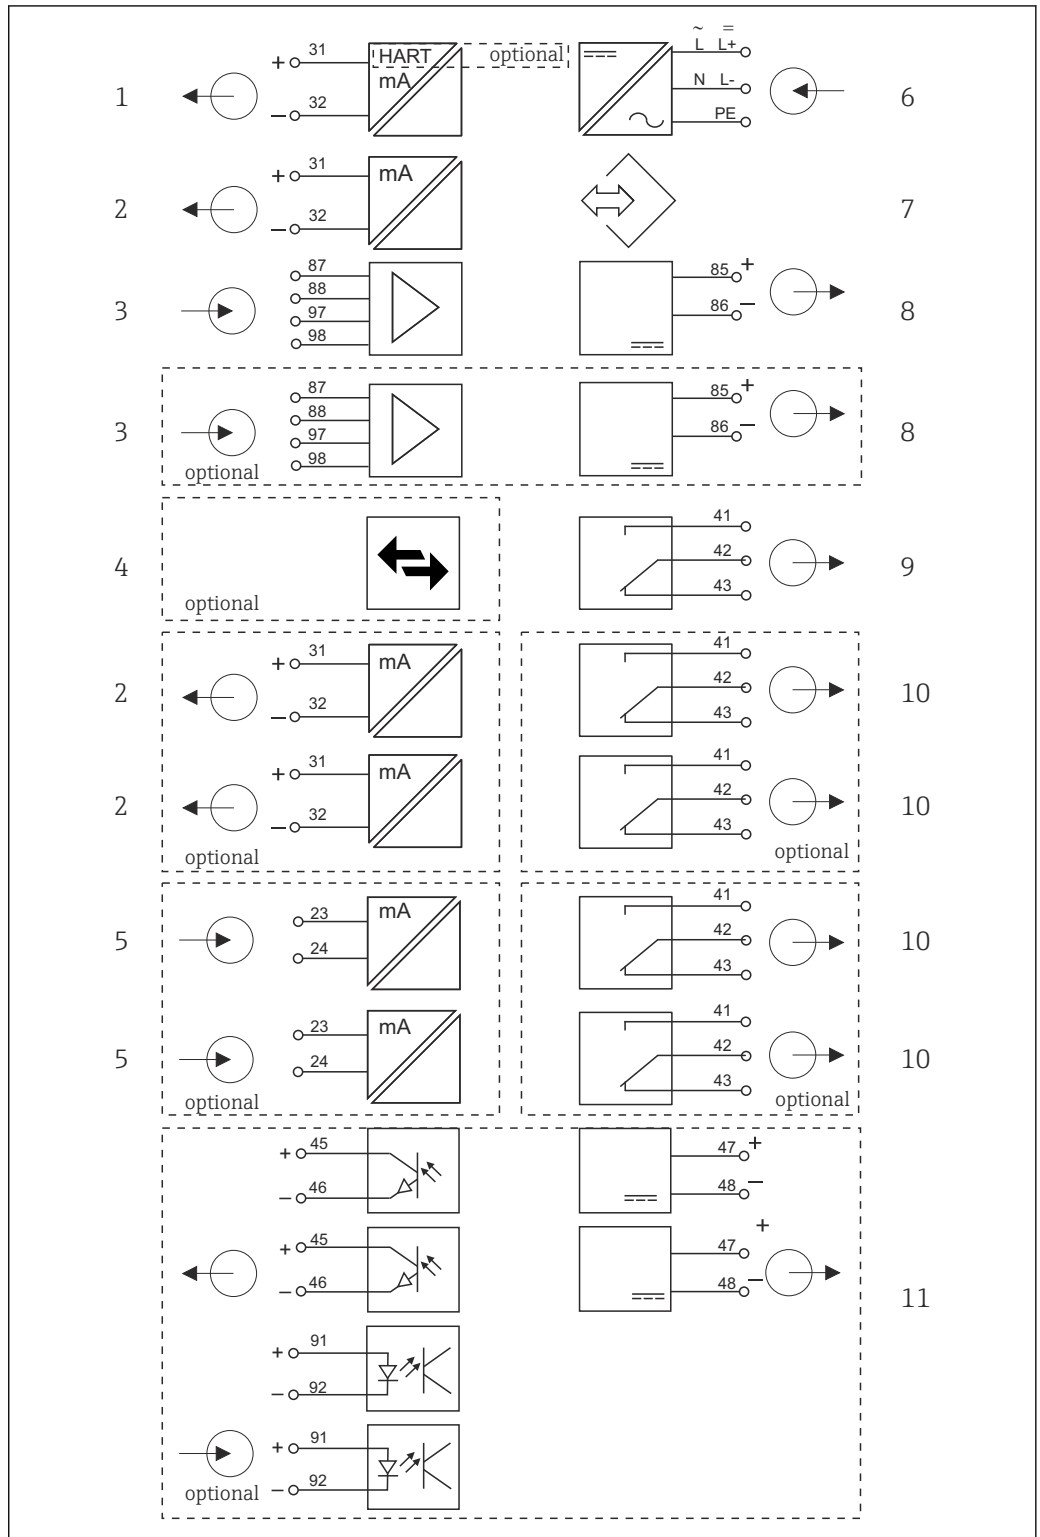 ~ =
1 + 31 HART optional L L+
mA N L- 6
− 32 PE
2 + 31 mA 7
− 32
87 85 +
3 88 8
97 86 −
98
87 85 +
3 88 8
97 86 −
98
optional
41
4 42 9
optional 43
+ 31 mA 41
2 42 10
− 32 43
+ 31 mA 41
2 42 10
− 32 43
optional optional
23 mA 41
5 24 42 10
43
23 mA 41
5 24 42 10
43
optional optional
+ 45 47 +
− 46 48 −
+ 45 47 +
− 46 48 −
11
+ 91
− 92
+ 91
optional − 92